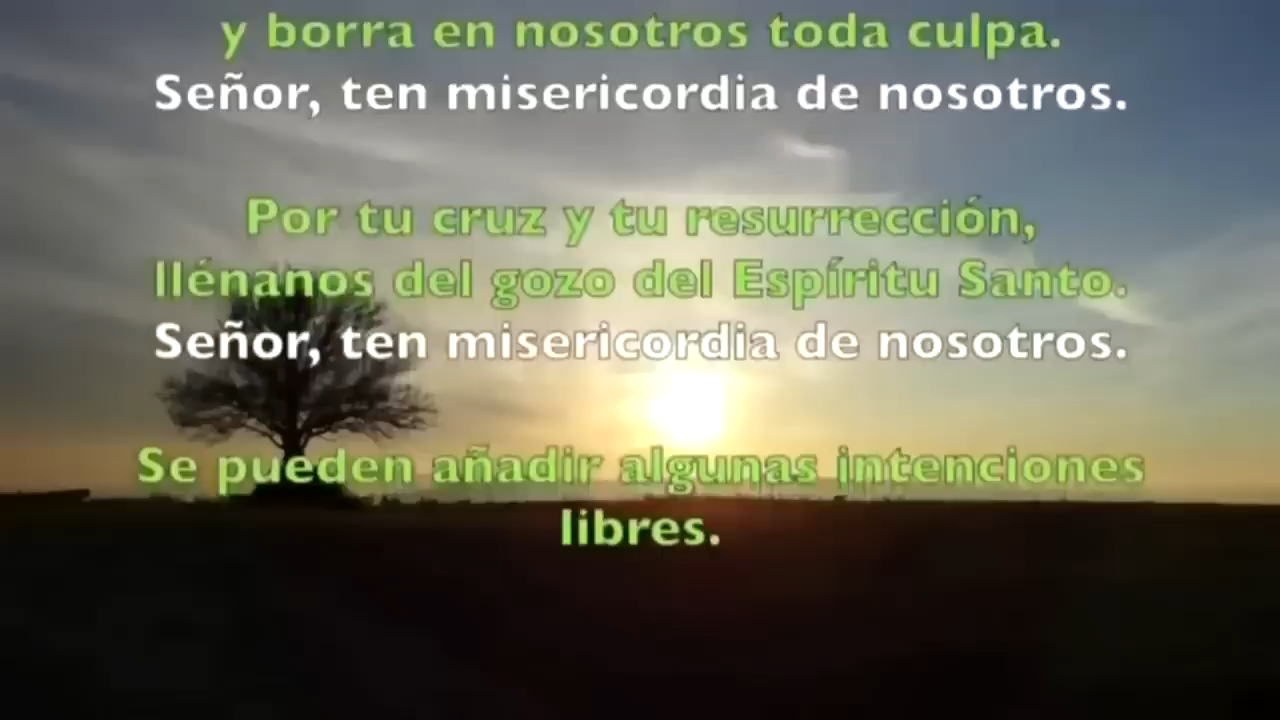 y borra en nosotros toda culpa.
Señor, ten misericordia de nosotros.
Por tu cruz y tu resurrección,
llénanos del gozo del Espíritu Santo.
Señor, ten misericordia de nosotros.
Se pueden añadir algunas intenciones
libres.